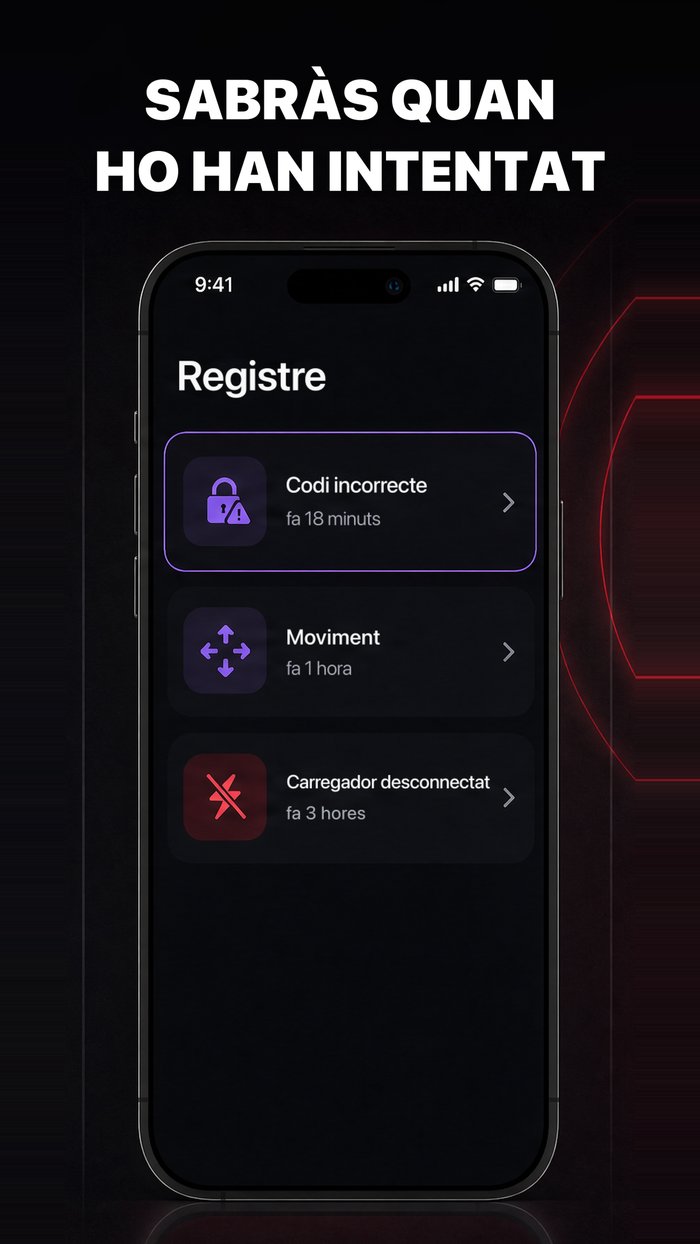 SABRÀS QUAN
HO HAN INTENTAT
9:41
Registre
Codi incorrecte
fa 18 minuts
Moviment
fa 1 hora
Carregador desconnectat
fa 3 hores